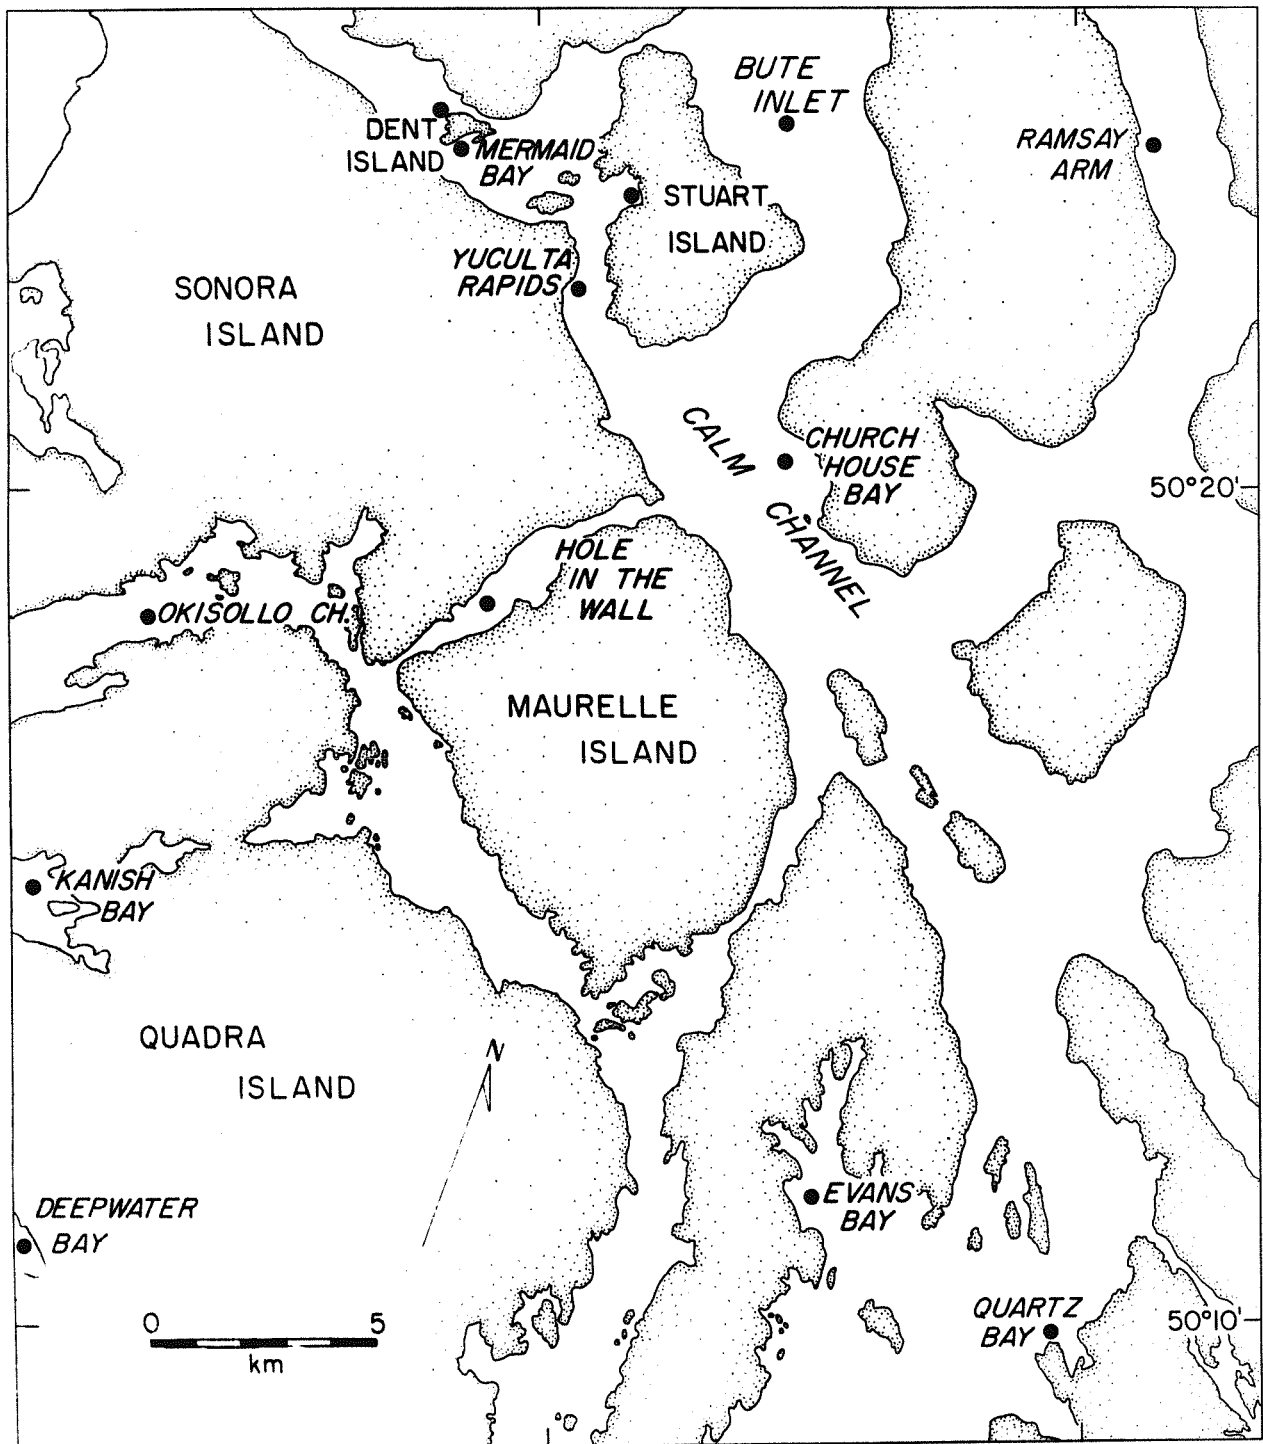 BUTE
INLET
DENT
ISLAND
MERMAID
BAY
RAMSAY
ARM
STUART
ISLAND
YUCULTA
RAPIDS
SONORA
ISLAND
CALM
CHANNEL
CHURCH
HOUSE
BAY
50°20'
HOLE
IN THE
WALL
OKISOLLO CH.
MAURELLE
ISLAND
KANISH
BAY
QUADRA
ISLAND
N
DEEPWATER
BAY
EVANS
BAY
QUARTZ
BAY
50°10'
0 5
km